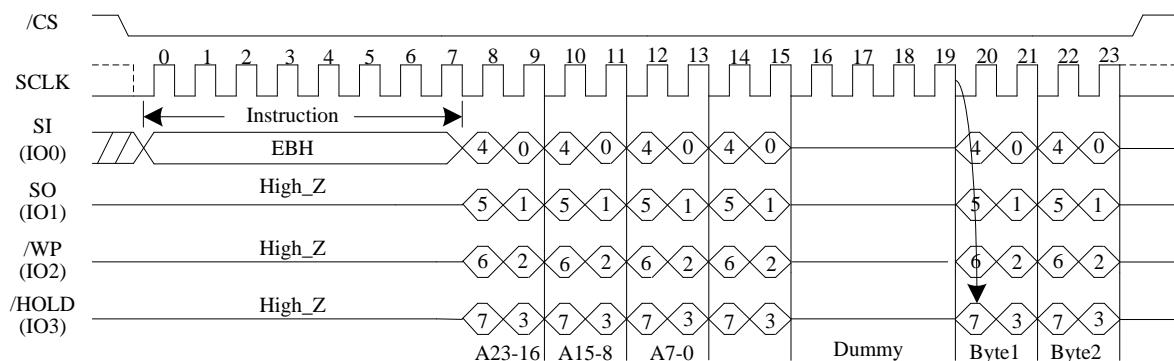 /CS
0 1 2 3 4 5 6 7 8 9 10 11 12 13 14 15 16 17 18 19 20 21 22 23
SCLK
Instruction
SI
(IO0)
EBH
4 0 4 0 4 0 4 0 4 0 4 0
SO
(IO1)
High_Z
5 1 5 1 5 1 5 1 5 1 5 1
/WP
(IO2)
High_Z
6 2 6 2 6 2 6 2 6 2 6 2
/HOLD
(IO3)
High_Z
7 3 7 3 7 3 7 3 7 3 7 3
A23-16 A15-8 A7-0 Dummy Byte1 Byte2